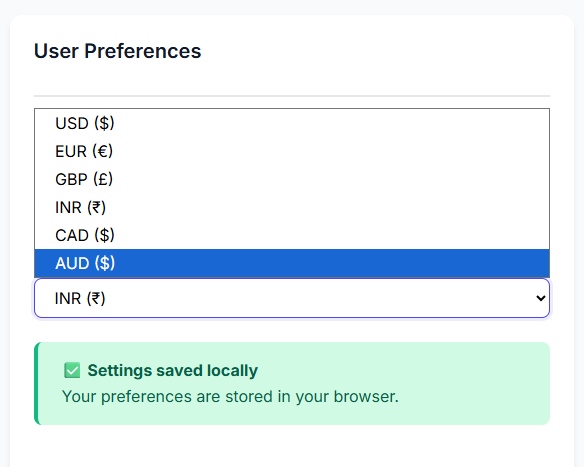 User Preferences
USD ($)
EUR (€)
GBP (£)
INR (₹)
CAD ($)
AUD ($)
INR (₹)
✅ Settings saved locally
Your preferences are stored in your browser.